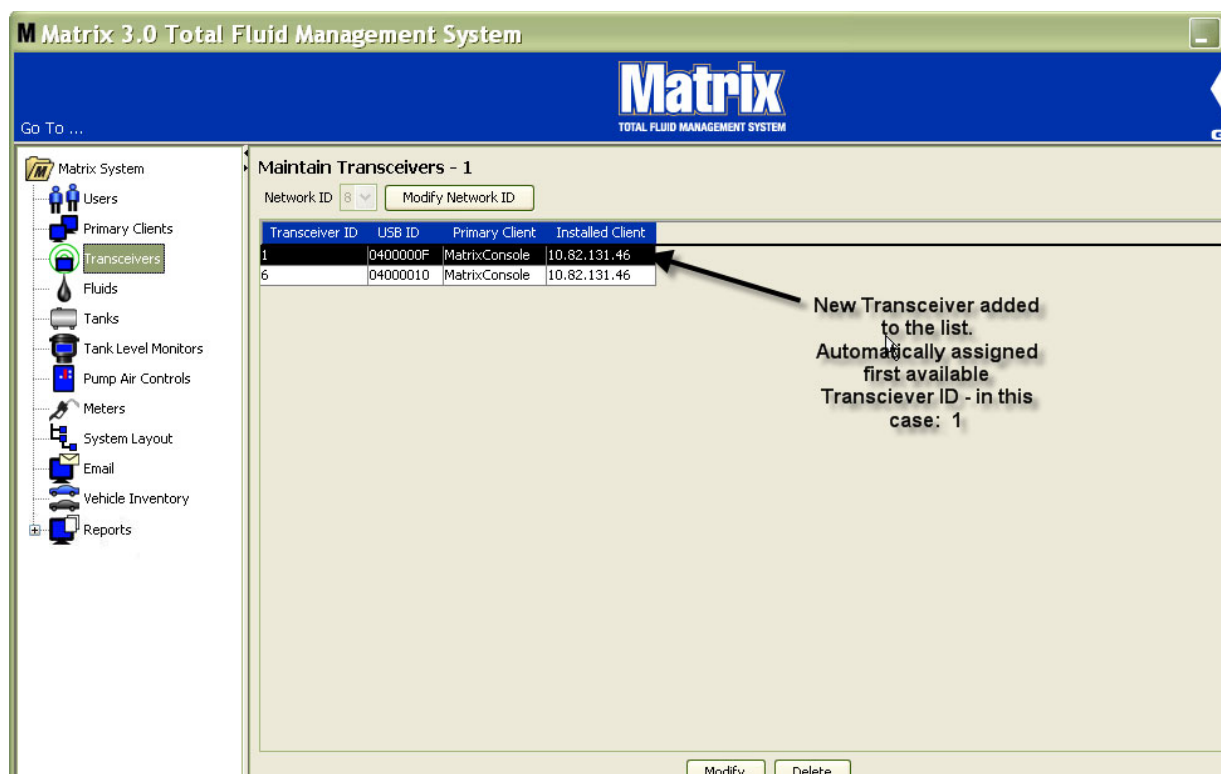 M Matrix 3.0 Total Fluid Management System
Matrix
TOTAL FLUID MANAGEMENT SYSTEM
Go To ...
Matrix System
Users
Primary Clients
Transceivers
Fluids
Tanks
Tank Level Monitors
Pump Air Controls
Meters
System Layout
Email
Vehicle Inventory
Reports
Maintain Transceivers - 1
Network ID 8 Modify Network ID
Transceiver ID USB ID Primary Client Installed Client
1 0400000F MatrixConsole 10.82.131.46
6 04000010 MatrixConsole 10.82.131.46
New Transceiver added
to the list.
Automatically assigned
first available
Transciever ID - in this
case: 1
Modify Delete